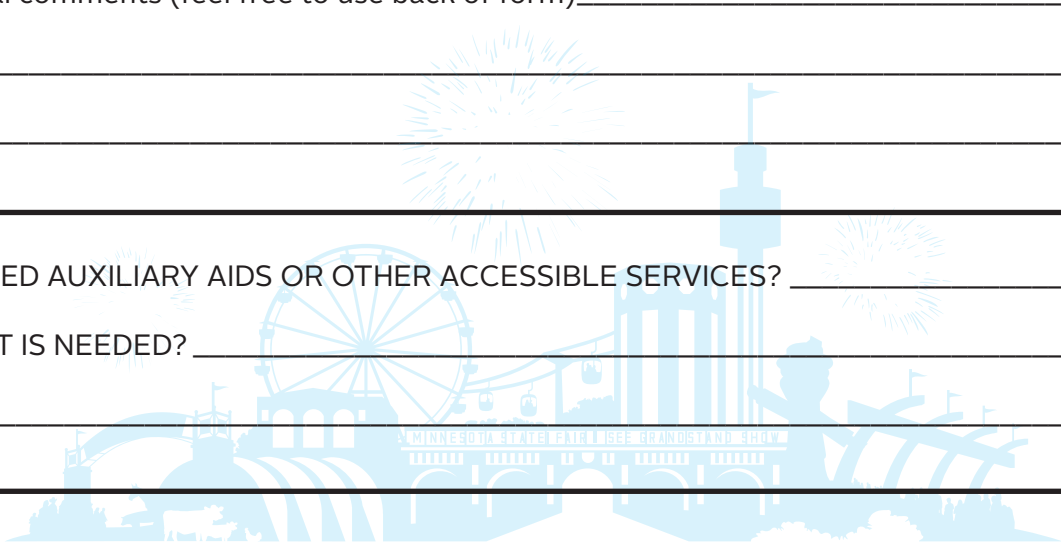 comments (feel free to use back of form)
ED AUXILIARY AIDS OR OTHER ACCESSIBLE SERVICES?
T IS NEEDED?
MINNESOTA STATE FAIR | SEE GRANDSTAND SHOW